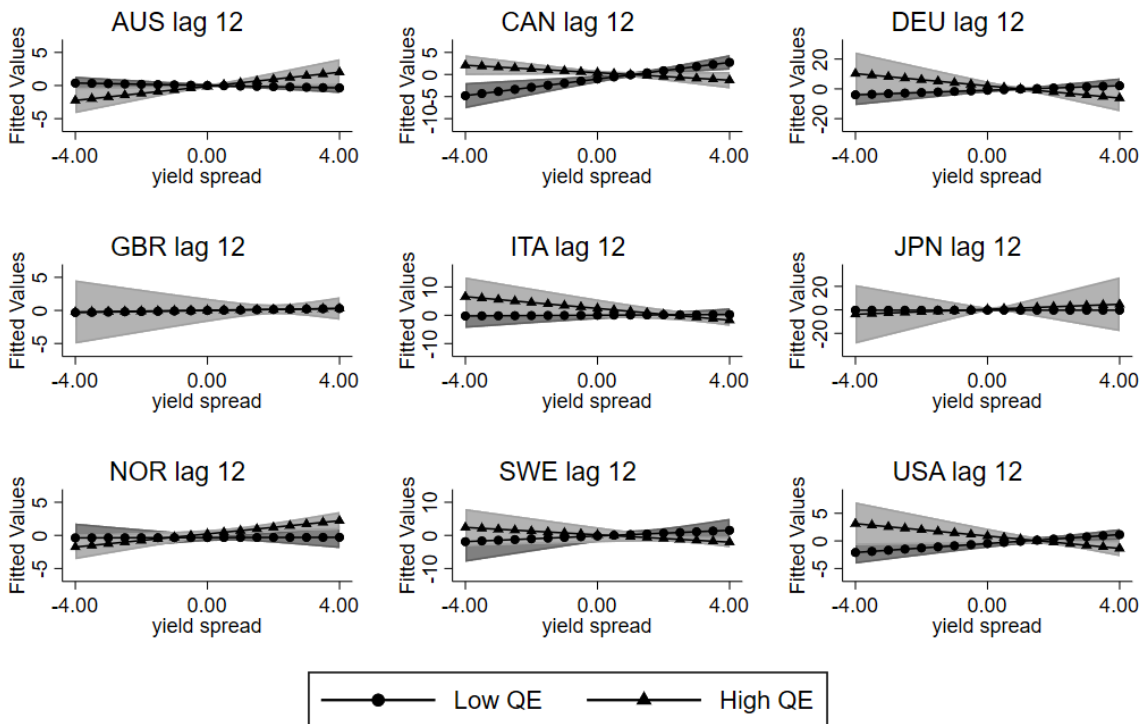 AUS lag 12
Fitted Values
5
0
-5
-4.00 0.00 4.00
yield spread
CAN lag 12
Fitted Values
5
0
-5
-10
-4.00 0.00 4.00
yield spread
DEU lag 12
Fitted Values
20
0
-20
-4.00 0.00 4.00
yield spread
GBR lag 12
Fitted Values
5
0
-5
-4.00 0.00 4.00
yield spread
ITA lag 12
Fitted Values
10
0
-10
-4.00 0.00 4.00
yield spread
JPN lag 12
Fitted Values
20
0
-20
-4.00 0.00 4.00
yield spread
NOR lag 12
Fitted Values
5
0
-5
-4.00 0.00 4.00
yield spread
SWE lag 12
Fitted Values
10
0
-10
-4.00 0.00 4.00
yield spread
USA lag 12
Fitted Values
5
0
-5
-4.00 0.00 4.00
yield spread
Low QE High QE